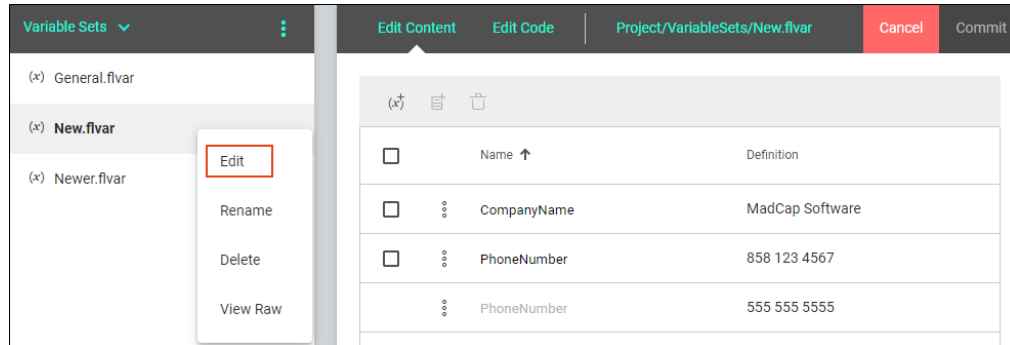 Variable Sets
Edit Content Edit Code Project/VariableSets/New.flvar Cancel Commit
(x) General.flvar
(x) New.flvar
(x) Newer.flvar
Edit
Rename
Delete
View Raw
(x)+
Name Definition
CompanyName MadCap Software
PhoneNumber 858 123 4567
PhoneNumber 555 555 5555